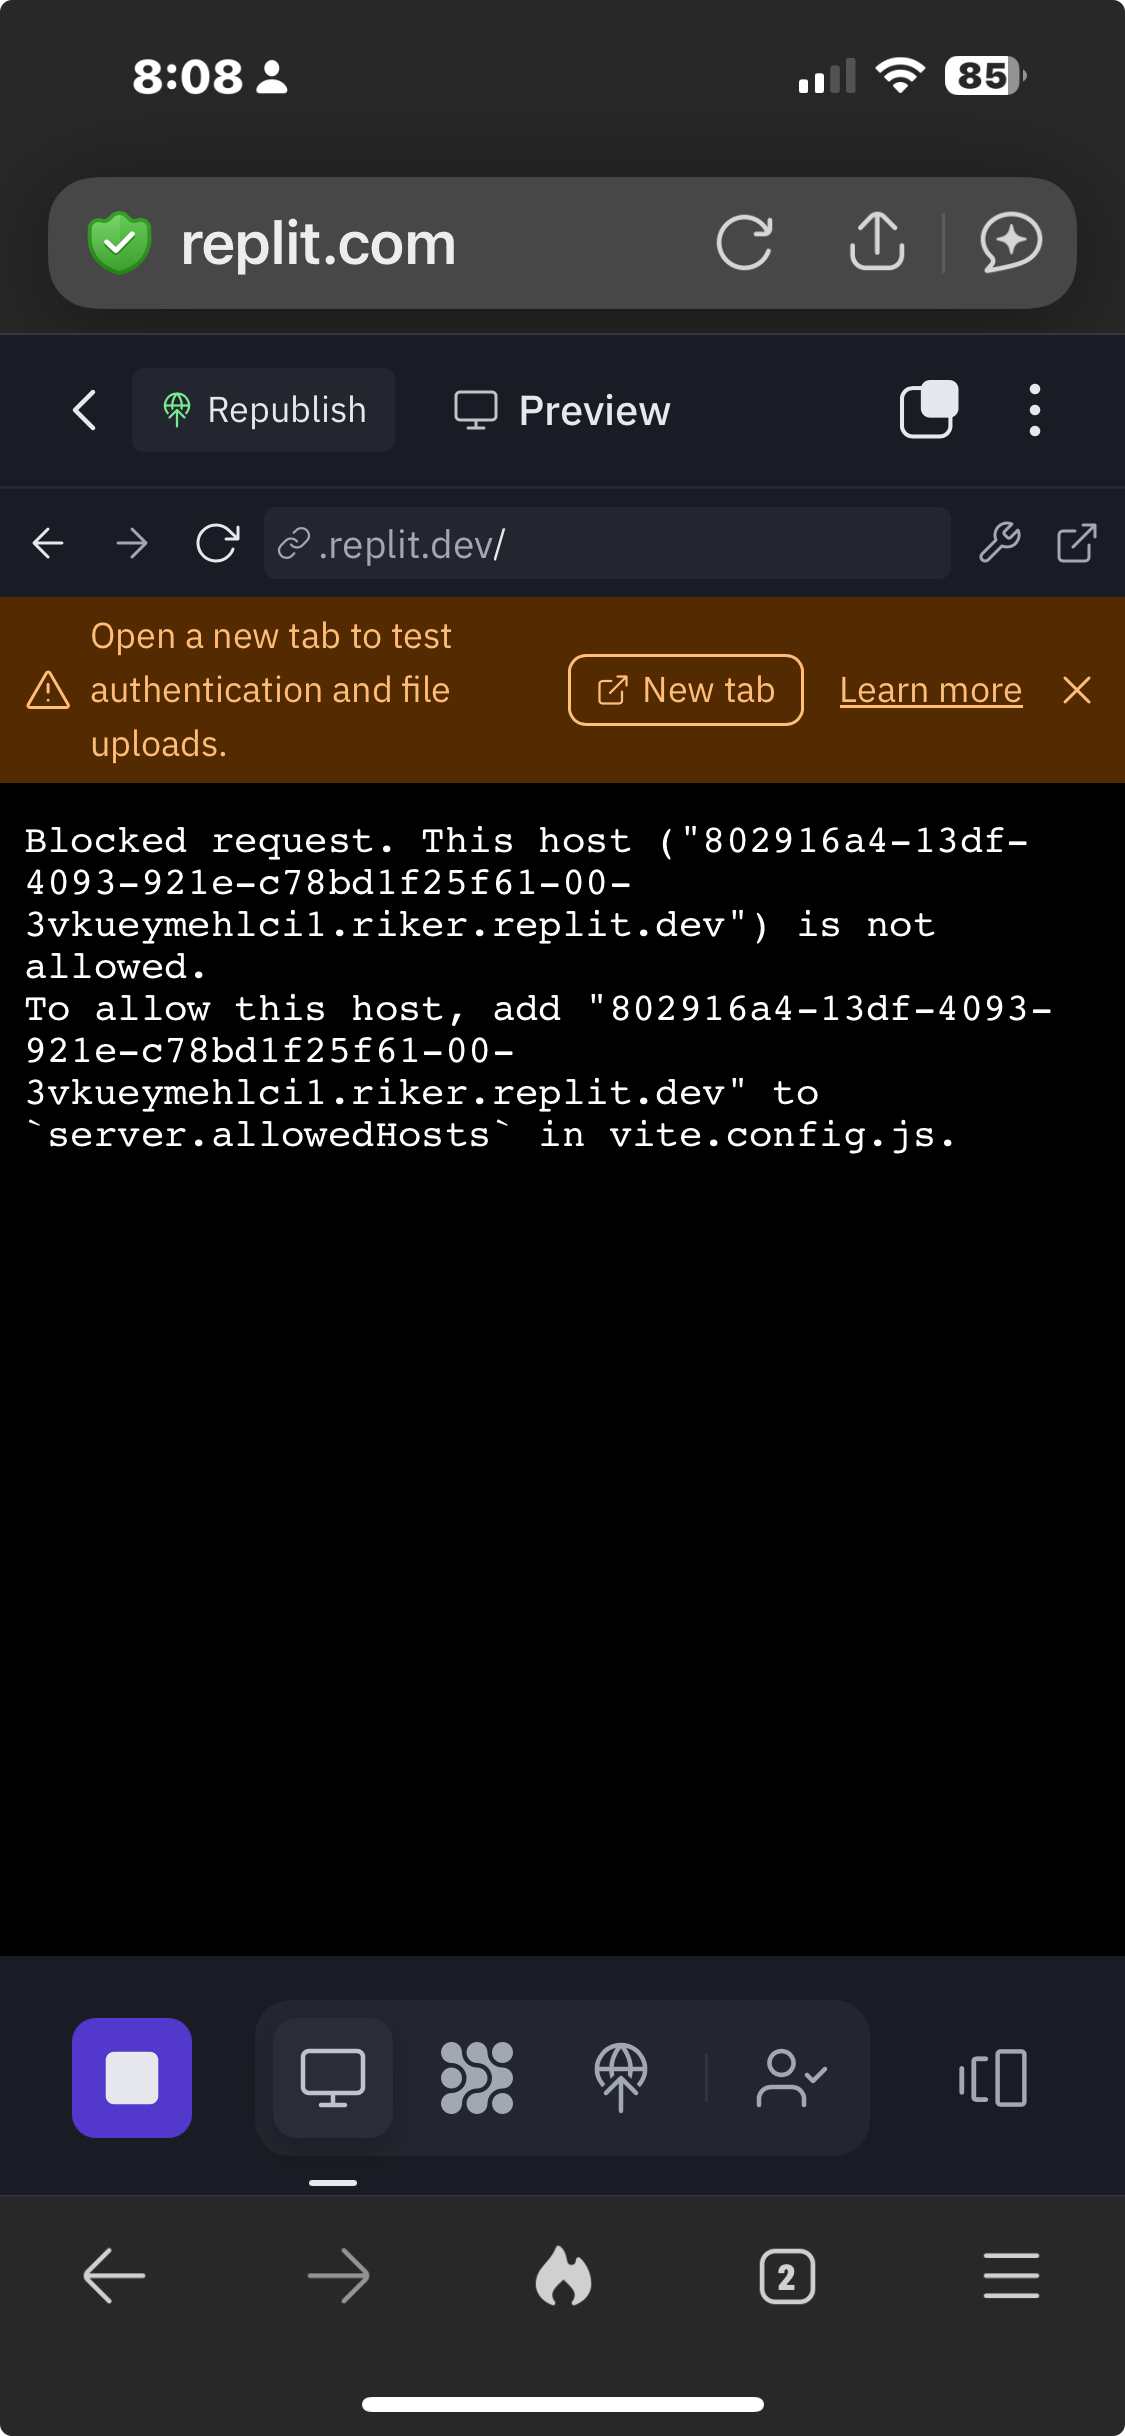 8:08
85
replit.com
Republish
Preview
.replit.dev/
Open a new tab to test
authentication and file
uploads.
New tab
Learn more
Blocked request. This host ("802916a4-13df-
4093-921e-c78bd1f25f61-00-
3vkueymehlci1.riker.replit.dev") is not
allowed.
To allow this host, add "802916a4-13df-4093-
921e-c78bd1f25f61-00-
3vkueymehlci1.riker.replit.dev" to
`server.allowedHosts` in vite.config.js.
2